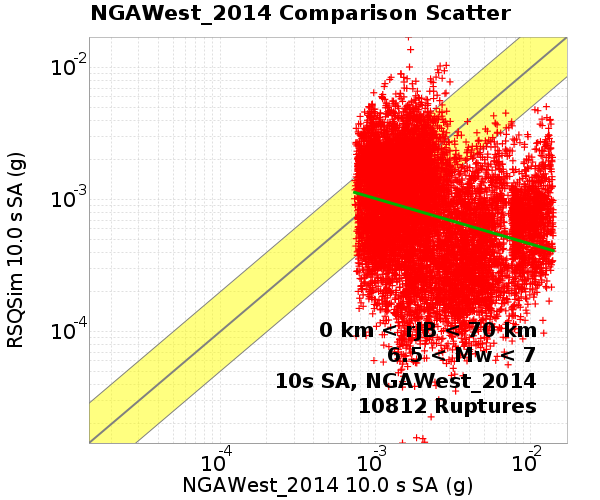 NGAWest_2014 Comparison Scatter
10-2
10-3
10-4
RSQSim 10.0 s SA (g)
0 km < rJB < 70 km
6.5 < Mw < 7
10s SA, NGAWest_2014
10812 Ruptures
10-4 10-3 10-2
NGAWest_2014 10.0 s SA (g)